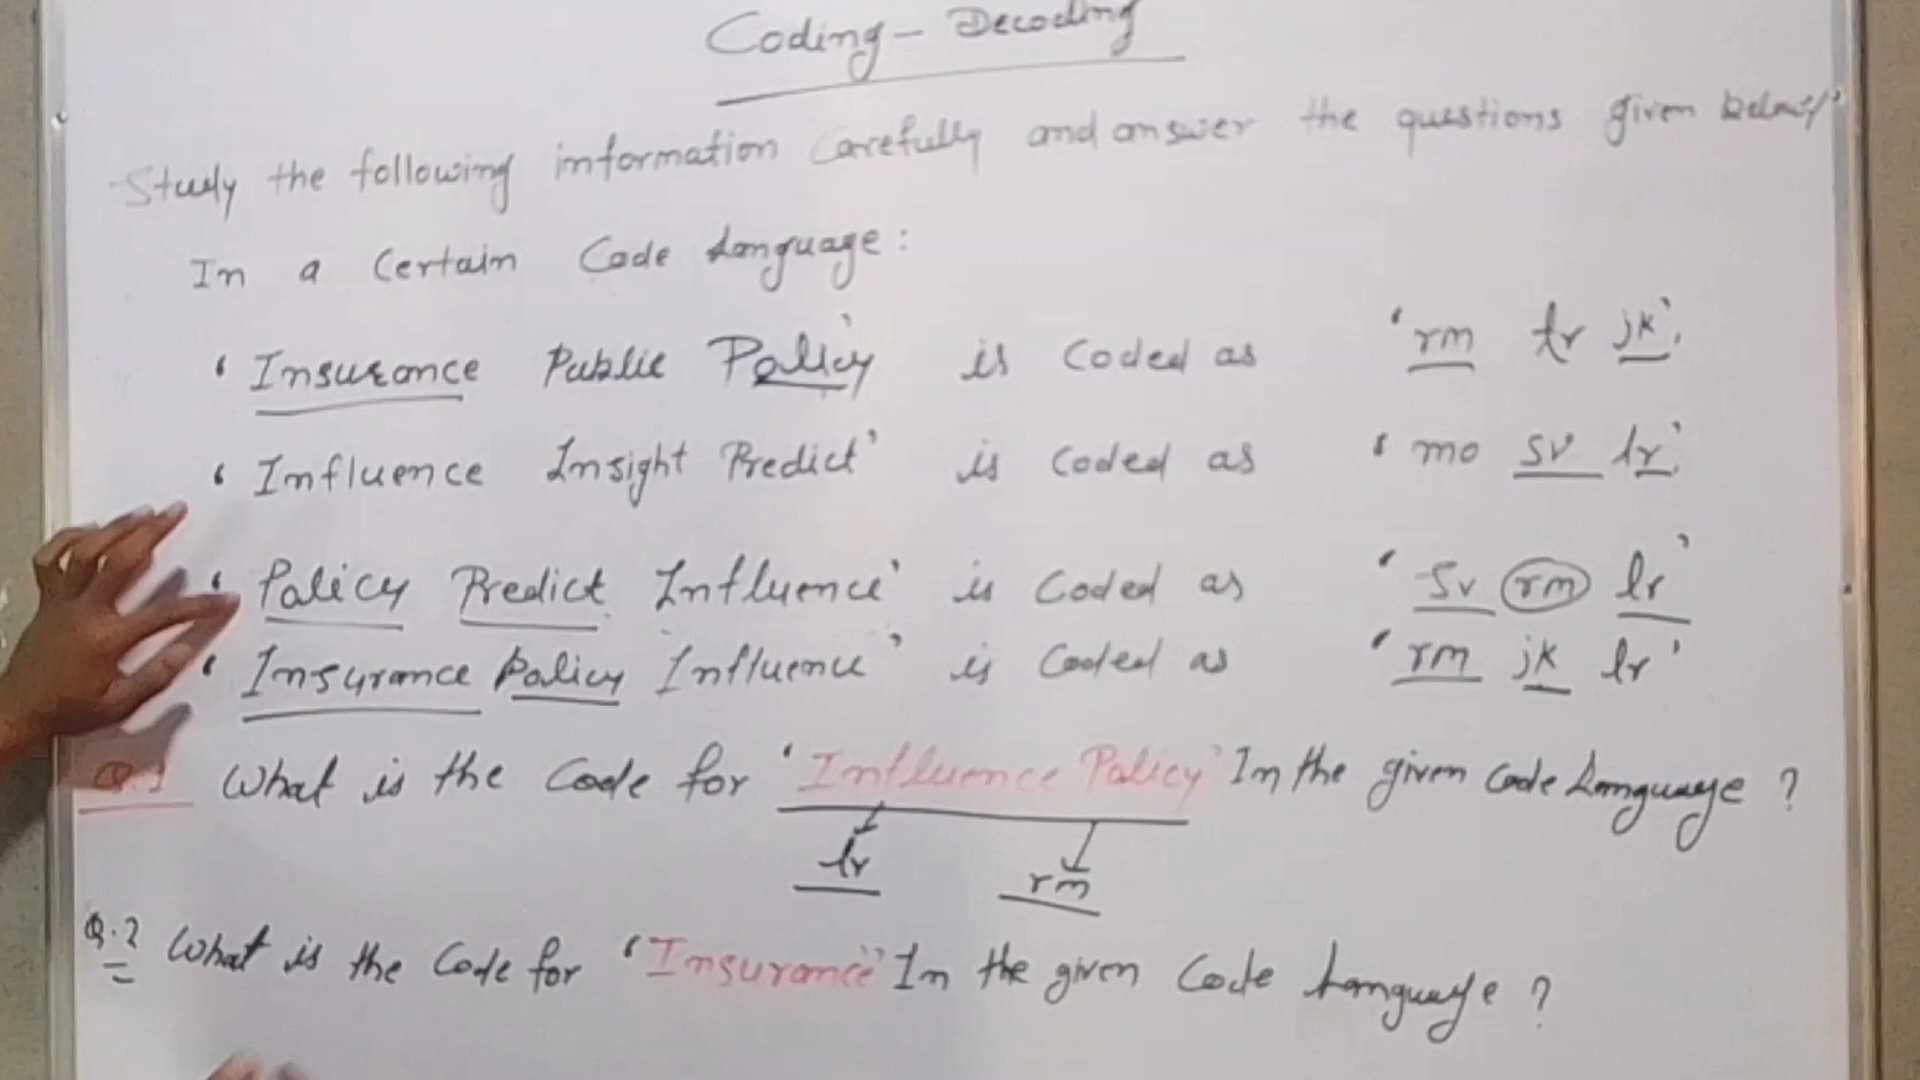 Coding - Decoding
Study the following information Carefully and answer the questions given below:
In a Certain Code Language:
'Insurance Public Policy' is Coded as 'rm tr jk'.
'Influence Insight Predict' is Coded as 'mo sv lr'.
'Policy Predict Influence' is Coded as 'sv rm lr'
'Insurance Policy Influence' is Coded as 'rm jk lr'
Q.1 What is the Code for 'Influence Policy' In the given Code Language ?
lr rm
Q.2 What is the Code for 'Insurance' In the given Code Language ?